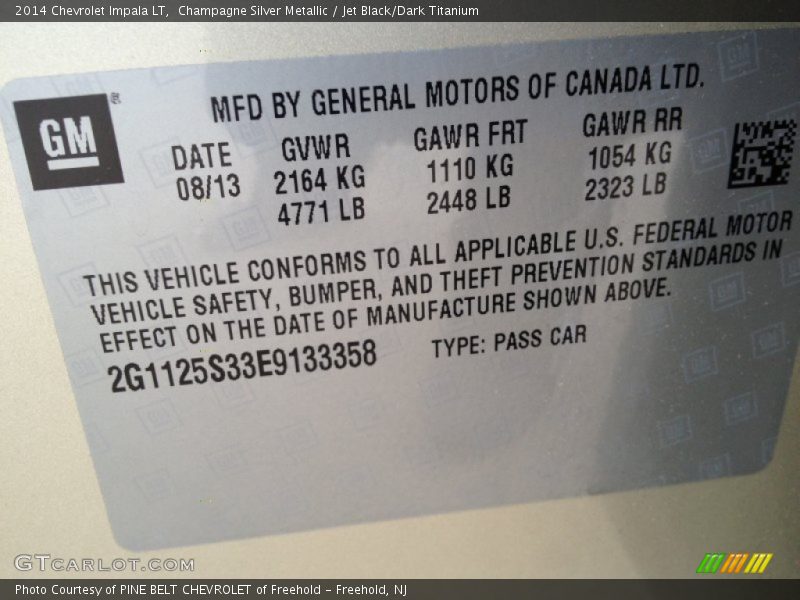 2014 Chevrolet Impala LT,  Champagne Silver Metallic / Jet Black/Dark Titanium
GM
MFD BY GENERAL MOTORS OF CANADA LTD.
DATE GVWR GAWR FRT GAWR RR
08/13 2164 KG 1110 KG 1054 KG
4771 LB 2448 LB 2323 LB
THIS VEHICLE CONFORMS TO ALL APPLICABLE U.S. FEDERAL MOTOR
VEHICLE SAFETY, BUMPER, AND THEFT PREVENTION STANDARDS IN
EFFECT ON THE DATE OF MANUFACTURE SHOWN ABOVE.
2G1125S33E9133358 TYPE: PASS CAR
GTcarlot.com
Photo Courtesy of PINE BELT CHEVROLET of Freehold - Freehold, NJ